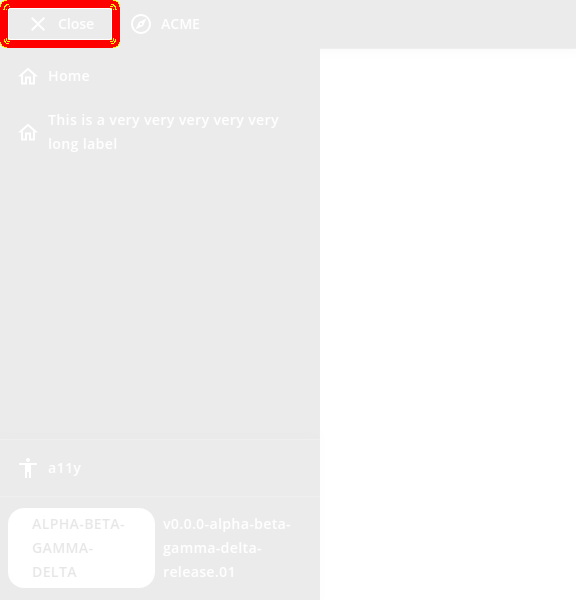 Close
ACME
Home
This is a very very very very very
long label
a11y
ALPHA-BETA-
GAMMA-
DELTA
v0.0.0-alpha-beta-
gamma-delta-
release.01